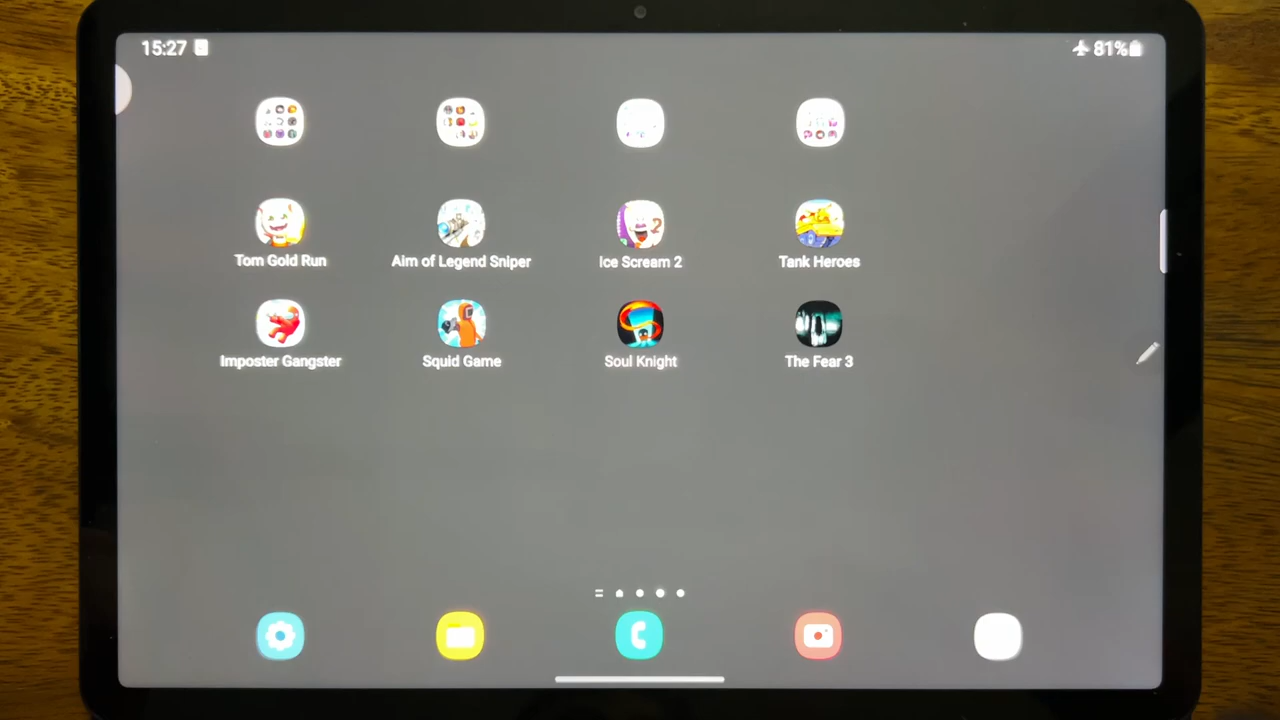 15:27
81%
Tom Gold Run
Aim of Legend Sniper
Ice Scream 2
Tank Heroes
Imposter Gangster
Squid Game
Soul Knight
The Fear 3